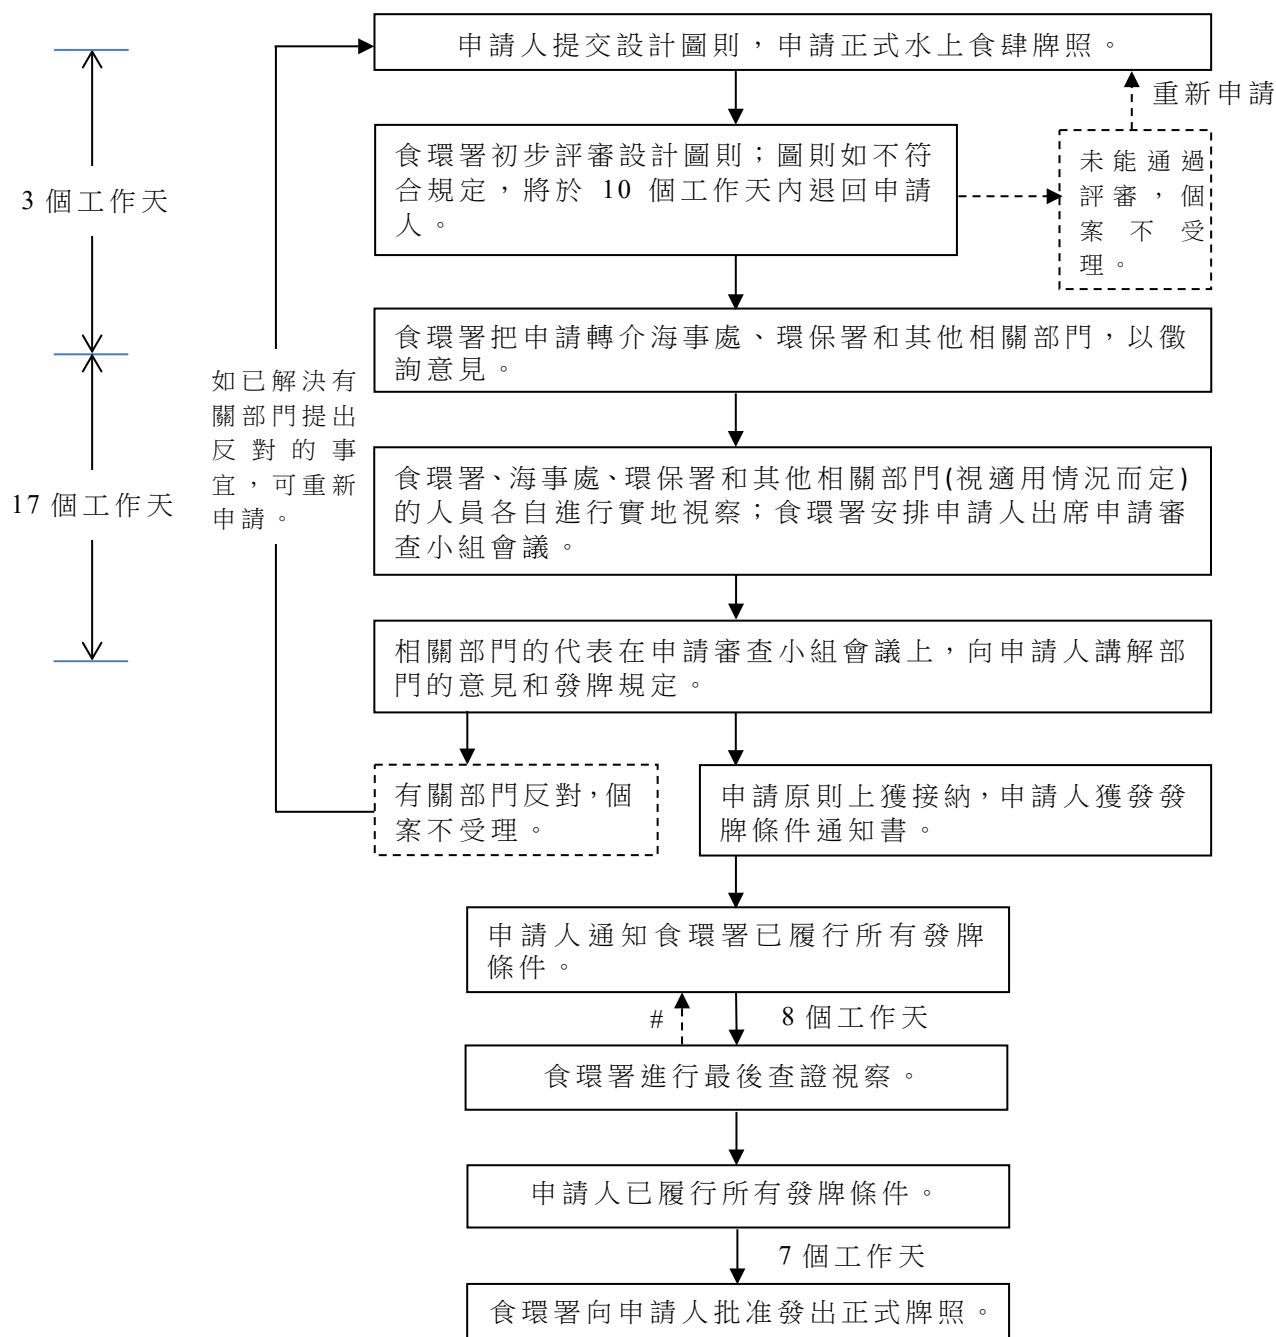 申請人提交設計圖則，申請正式水上食肆牌照。
重新申請
食環署初步評審設計圖則；圖則如不符
合規定，將於 10 個工作天內退回申請
人。
未能通過
評審，個
案不受
理。
3 個工作天
食環署把申請轉介海事處、環保署和其他相關部門，以徵
詢意見。
如已解決有
關部門提出
反對的事
宜，可重新
申請。
17 個工作天
食環署、海事處、環保署和其他相關部門(視適用情況而定)
的人員各自進行實地視察；食環署安排申請人出席申請審
查小組會議。
相關部門的代表在申請審查小組會議上，向申請人講解部
門的意見和發牌規定。
有關部門反對，個
案不受理。
申請原則上獲接納，申請人獲發發
牌條件通知書。
申請人通知食環署已履行所有發牌
條件。
# 8 個工作天
食環署進行最後查證視察。
申請人已履行所有發牌條件。
7 個工作天
食環署向申請人批准發出正式牌照。